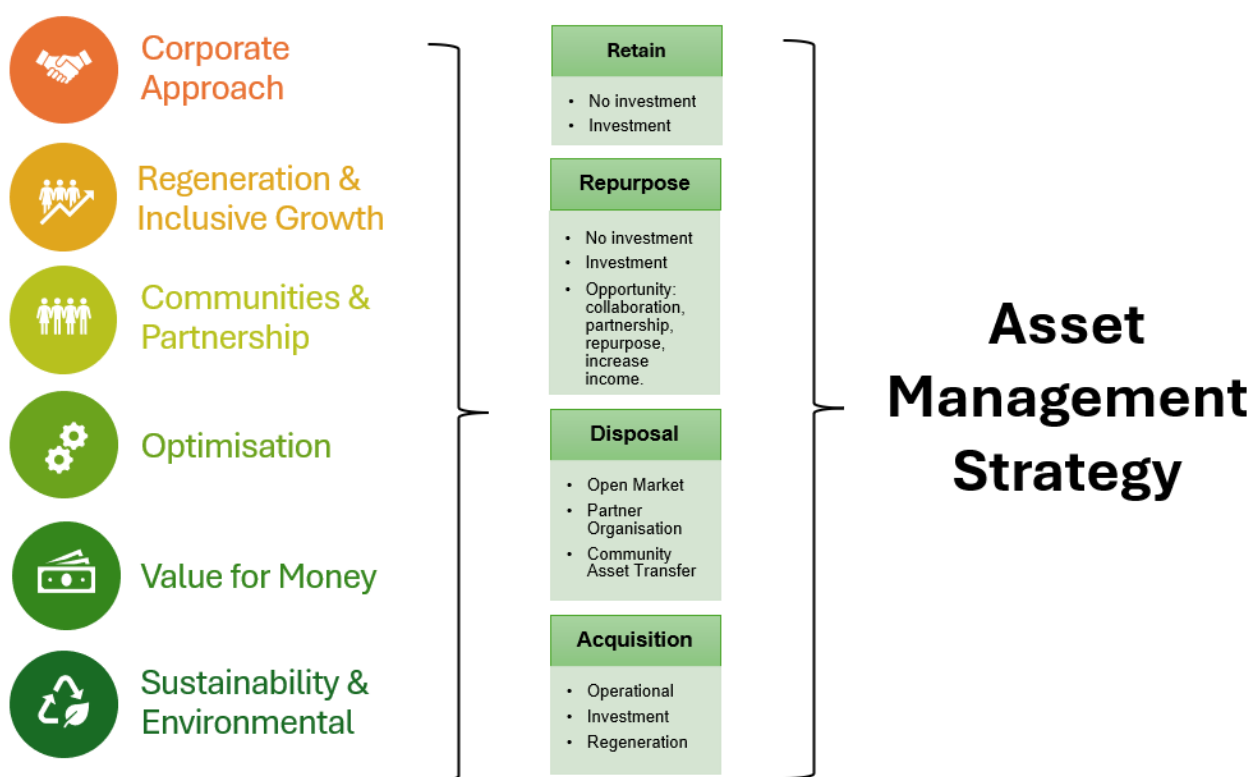 Corporate
Approach
Regeneration &
Inclusive Growth
Communities &
Partnership
Optimisation
Value for Money
Sustainability &
Environmental
Retain
• No investment
• Investment
Repurpose
• No investment
• Investment
• Opportunity:
collaboration,
partnership,
repurpose,
increase
income.
Disposal
• Open Market
• Partner
Organisation
• Community
Asset Transfer
Acquisition
• Operational
• Investment
• Regeneration
Asset
Management
Strategy